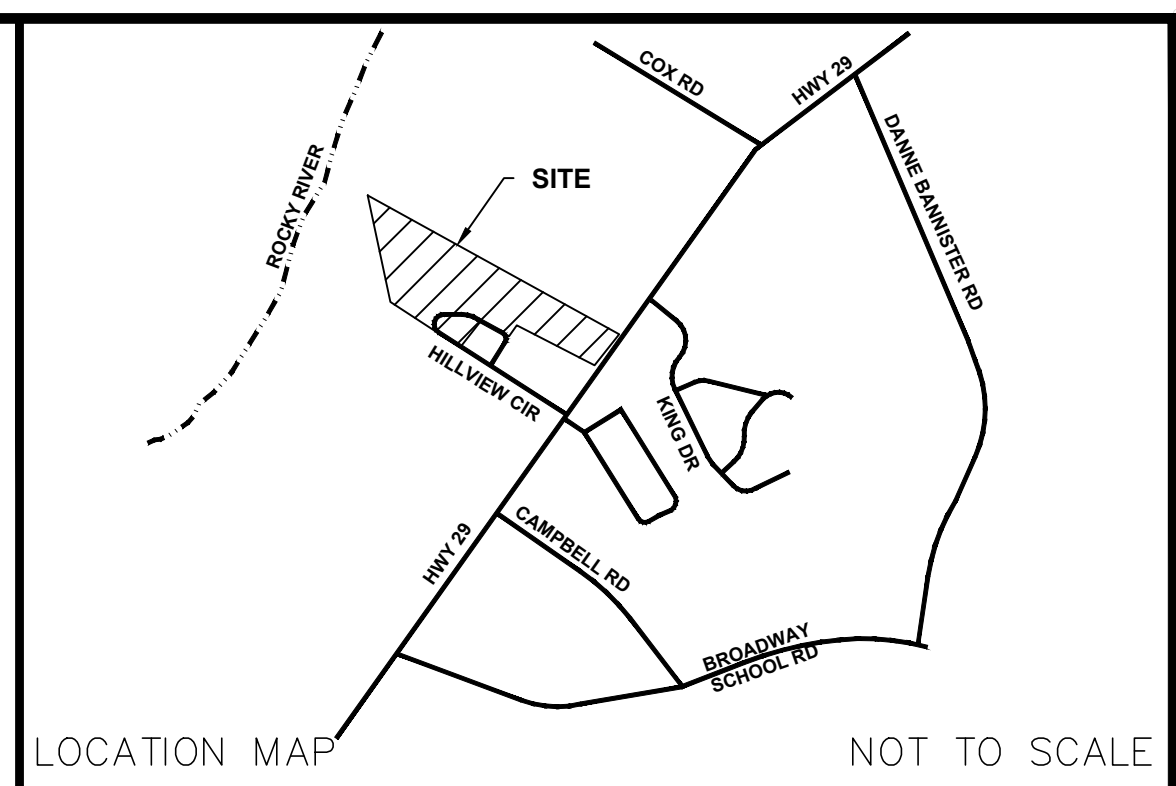 COX RD
HWY 29
DANNE BANNISTER RD
ROCKY RIVER
SITE
HILLVIEW CIR
KING DR
CAMPBELL RD
HWY 29
BROADWAY
SCHOOL RD
LOCATION MAP
NOT TO SCALE